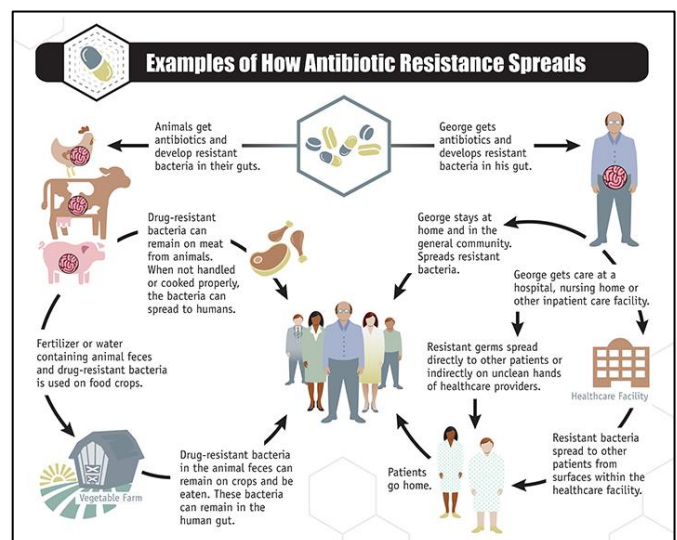 Examples of How Antibiotic Resistance Spreads
Animals get
antibiotics and
develop resistant
bacteria in their guts.
George gets
antibiotics and
develops resistant
bacteria in his gut.
Drug-resistant
bacteria can
remain on meat
from animals.
When not handled
or cooked properly,
the bacteria can
spread to humans.
George stays at
home and in the
general community.
Spreads resistant
bacteria.
George gets care at a
hospital, nursing home or
other inpatient care facility.
Fertilizer or water
containing animal feces
and drug-resistant bacteria
is used on food crops.
Resistant germs spread
directly to other patients or
indirectly on unclean hands
of healthcare providers.
Healthcare Facility
Vegetable Farm
Drug-resistant bacteria
in the animal feces can
remain on crops and be
eaten. These bacteria
can remain in the
human gut.
Patients
go home.
Resistant bacteria
spread to other
patients from
surfaces within the
healthcare facility.